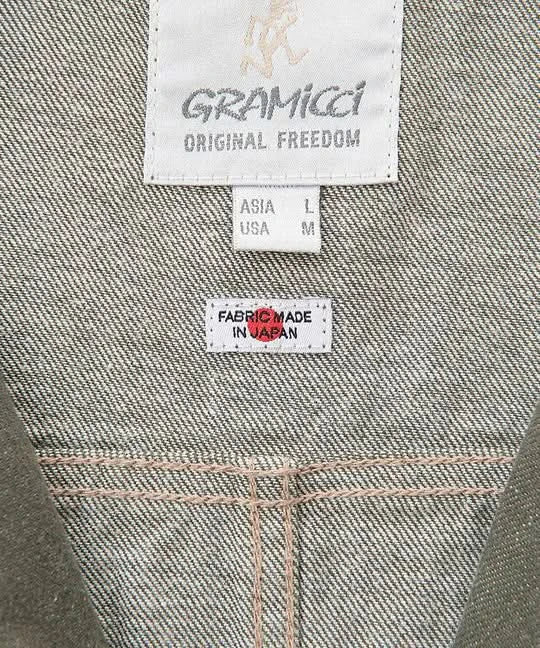 GRAMiCCi
ORIGINAL FREEDOM
ASIA L
USA M
FABRIC MADE
IN JAPAN